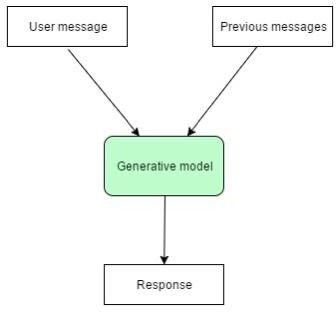 User message
Previous messages
Generative model
Response